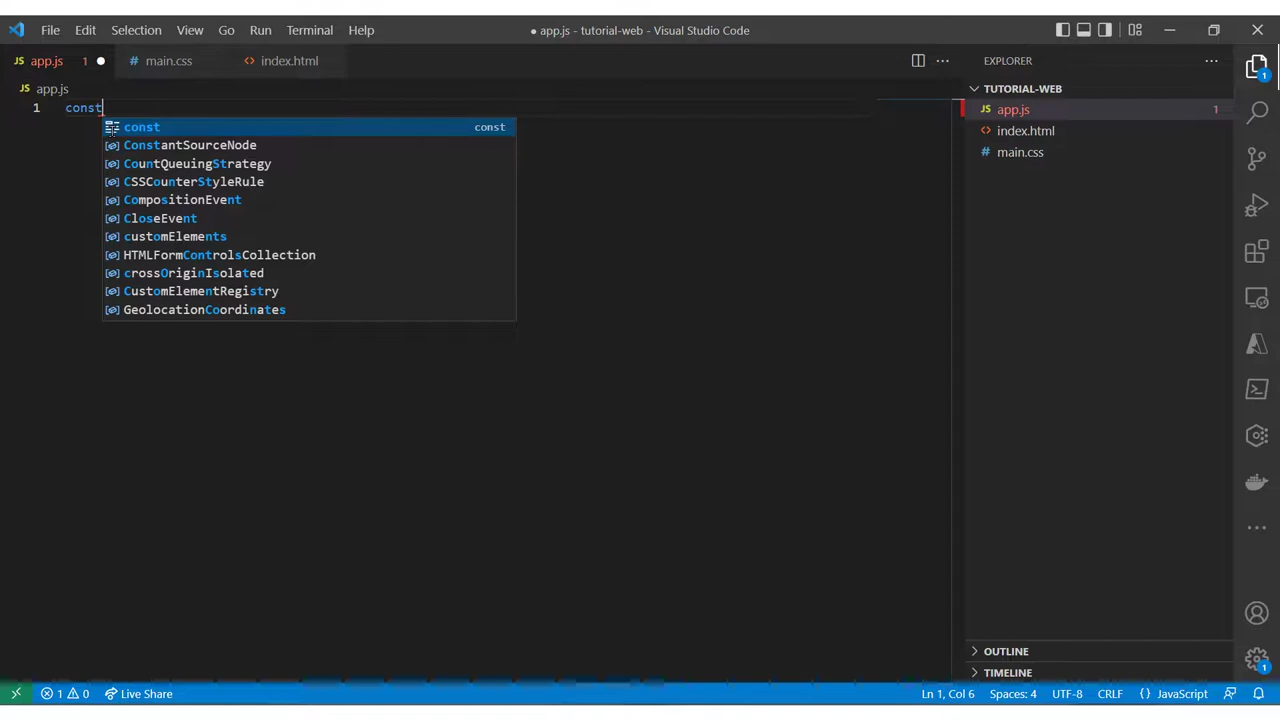 File Edit Selection View Go Run Terminal Help ● app.js - tutorial-web - Visual Studio Code
JS app.js 1 ● # main.css <> index.html ··· EXPLORER ···
JS app.js
TUTORIAL-WEB
1 const
JS app.js 1
const const
<> index.html
ConstantSourceNode
# main.css
CountQueuingStrategy
CSSCounterStyleRule
CompositionEvent
CloseEvent
customElements
HTMLFormControlsCollection
crossOriginIsolated
CustomElementRegistry
GeolocationCoordinates
OUTLINE
TIMELINE
1 0 Live Share Ln 1, Col 6 Spaces: 4 UTF-8 CRLF {} JavaScript
1
1